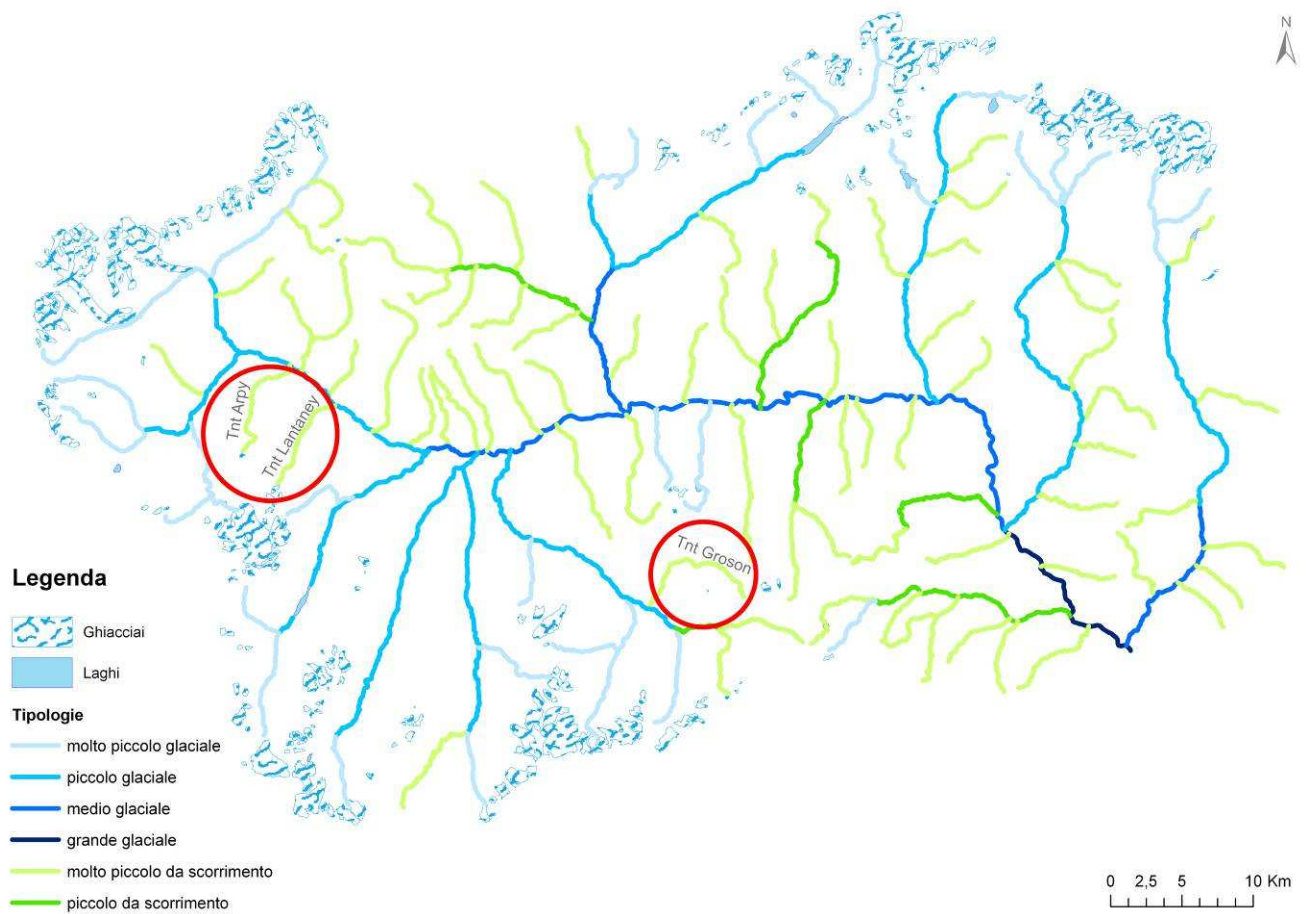 N
Tnt Arpy
Tnt Lantaney
Tnt Groson
Legenda
Ghiacciai
Laghi
Tipologie
molto piccolo glaciale
piccolo glaciale
medio glaciale
grande glaciale
molto piccolo da scorrimento
piccolo da scorrimento
0 2,5 5 10 Km